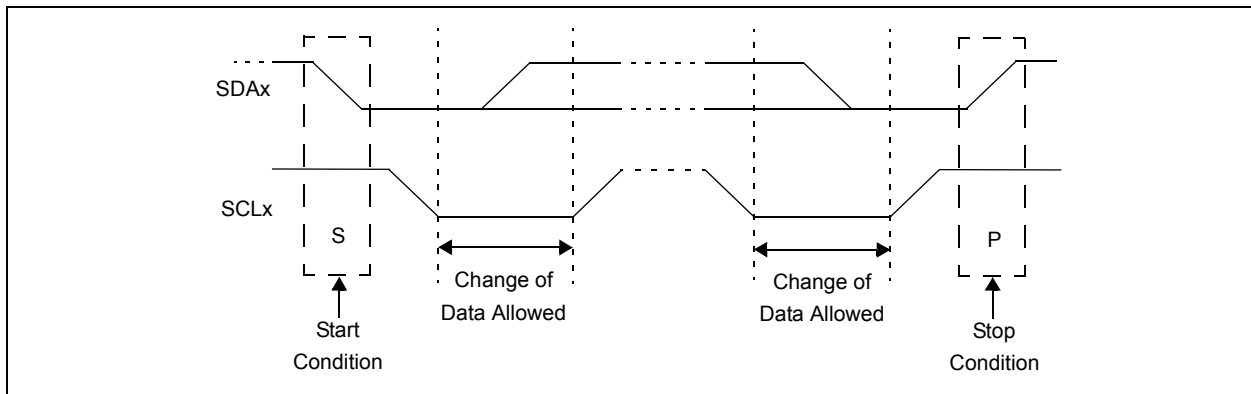 SDAx
SCLx
S
P
Change of
Data Allowed
Change of
Data Allowed
Start
Condition
Stop
Condition